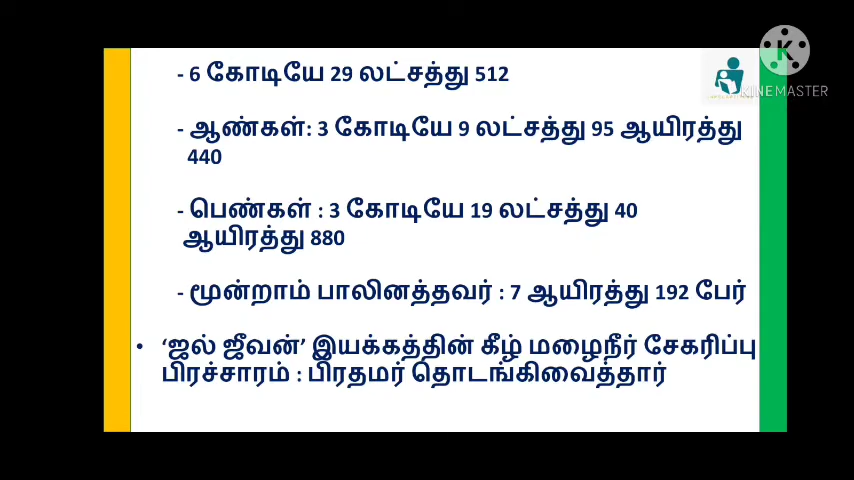 - 6 கோடியே 29 லட்சத்து 512
- ஆண்கள்: 3 கோடியே 9 லட்சத்து 95 ஆயிரத்து
440
- பெண்கள் : 3 கோடியே 19 லட்சத்து 40
ஆயிரத்து 880
- மூன்றாம் பாலினத்தவர் : 7 ஆயிரத்து 192 பேர்
• ‘ஜல் ஜீவன்’ இயக்கத்தின் கீழ் மழைநீர் சேகரிப்பு
பிரச்சாரம் : பிரதமர் தொடங்கிவைத்தார்
K
KINEMASTER